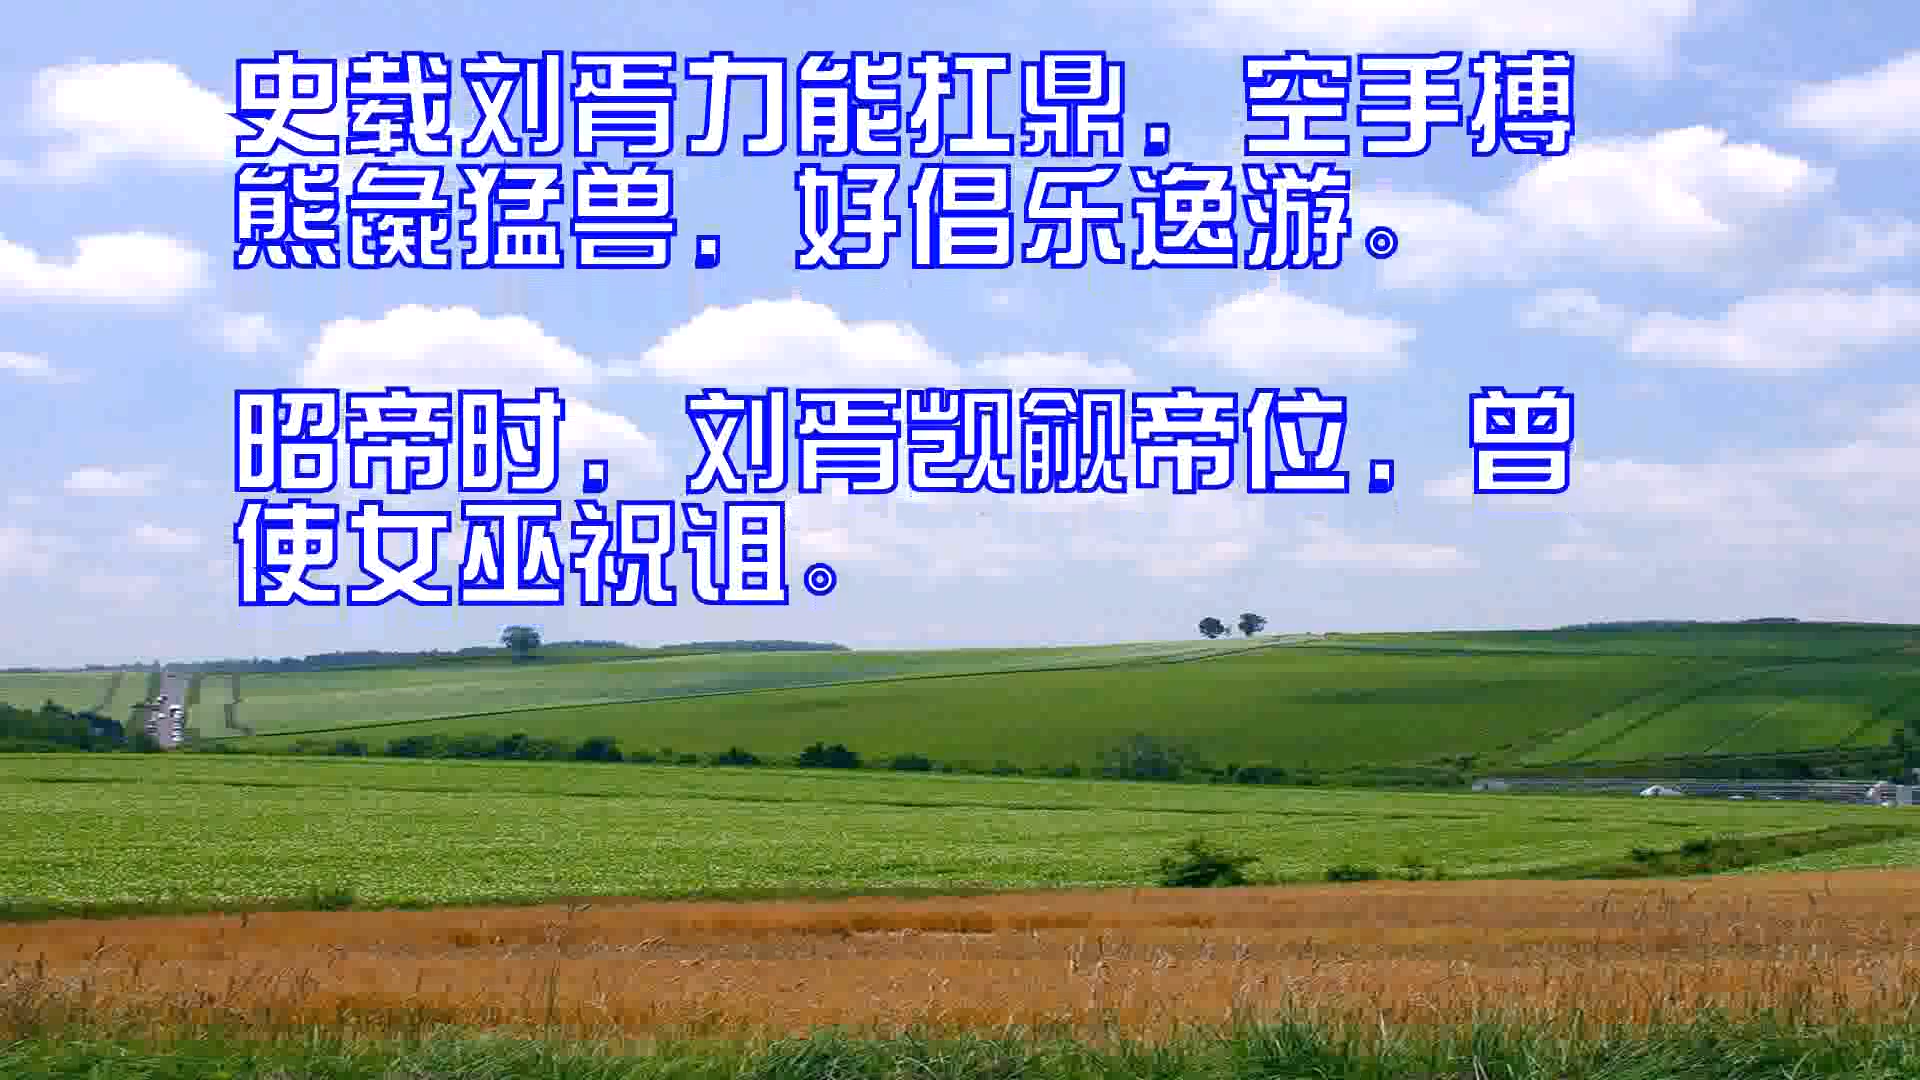 史载刘胥力能扛鼎，空手搏
熊彘猛兽，好倡乐逸游。
昭帝时，刘胥觊觎帝位，曾
使女巫祝诅。